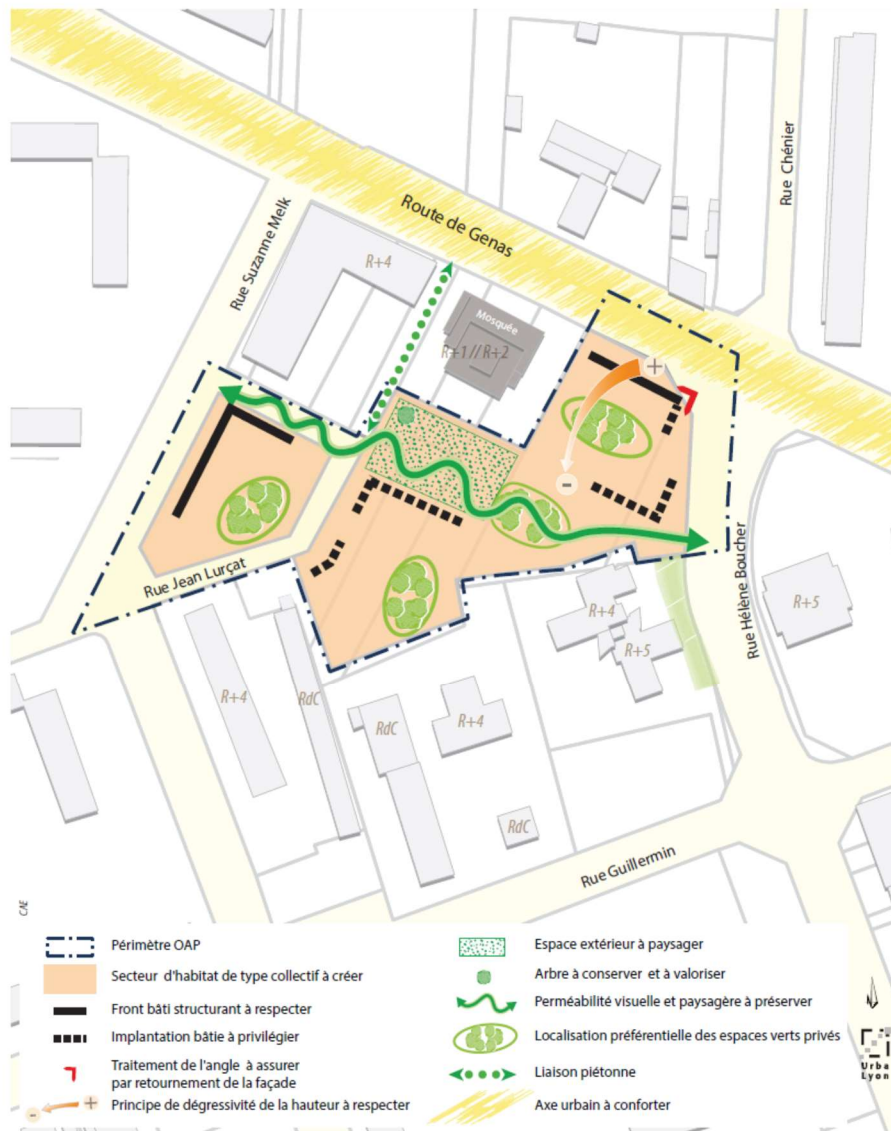 Route de Genas
Rue Suzanne Melk
Rue Chénier
R+4
Mosquée
R+1 // R+2
+
-
Rue Jean Lurçat
Rue Hélène Boucher
R+4
R+5
R+5
R+4
RdC
RdC
R+4
RdC
Rue Guillermin
CAE
Périmètre OAP
Secteur d'habitat de type collectif à créer
Front bâti structurant à respecter
Implantation bâtie à privilégier
Traitement de l'angle à assurer
par retournement de la façade
- + Principe de dégressivité de la hauteur à respecter
Espace extérieur à paysager
Arbre à conserver et à valoriser
Perméabilité visuelle et paysagère à préserver
Localisation préférentielle des espaces verts privés
Liaison piétonne
Axe urbain à conforter
Urba
Lyon